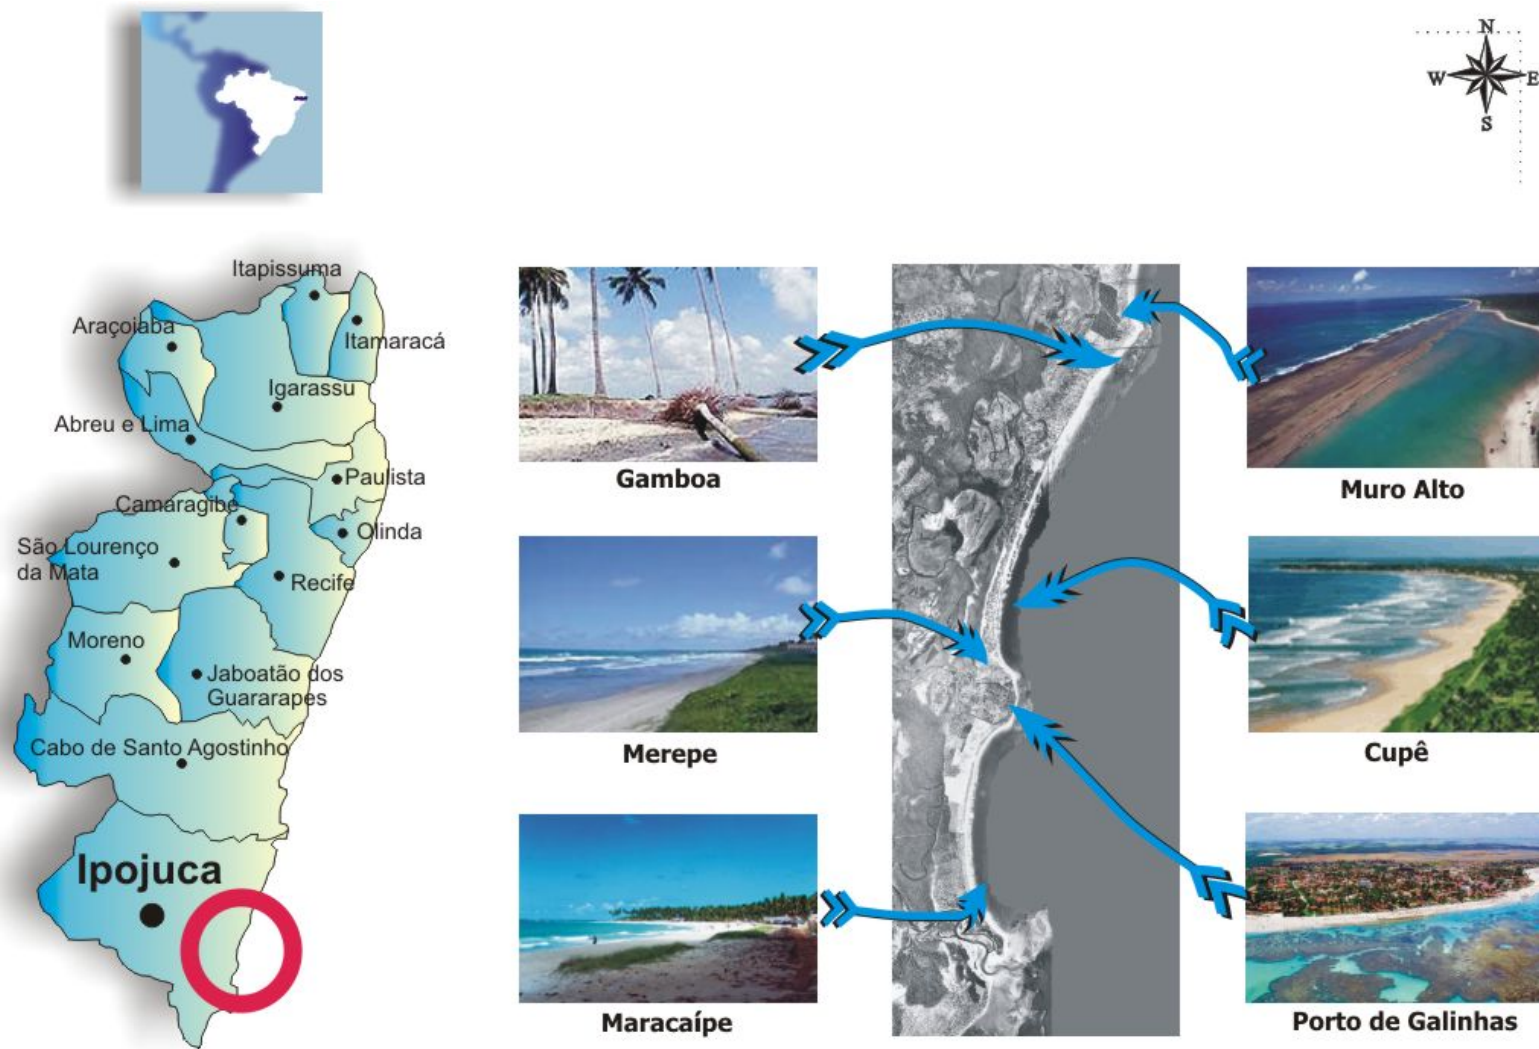 N
W
E
S
Itapissuma
Araçoiaba
Itamaracá
Igarassu
Abreu e Lima
Paulista
Camaragibe
Olinda
São Lourenço
da Mata
Recife
Moreno
Jaboatão dos
Guararapes
Cabo de Santo Agostinho
Ipojuca
Gamboa
Muro Alto
Merepe
Cupê
Maracaípe
Porto de Galinhas